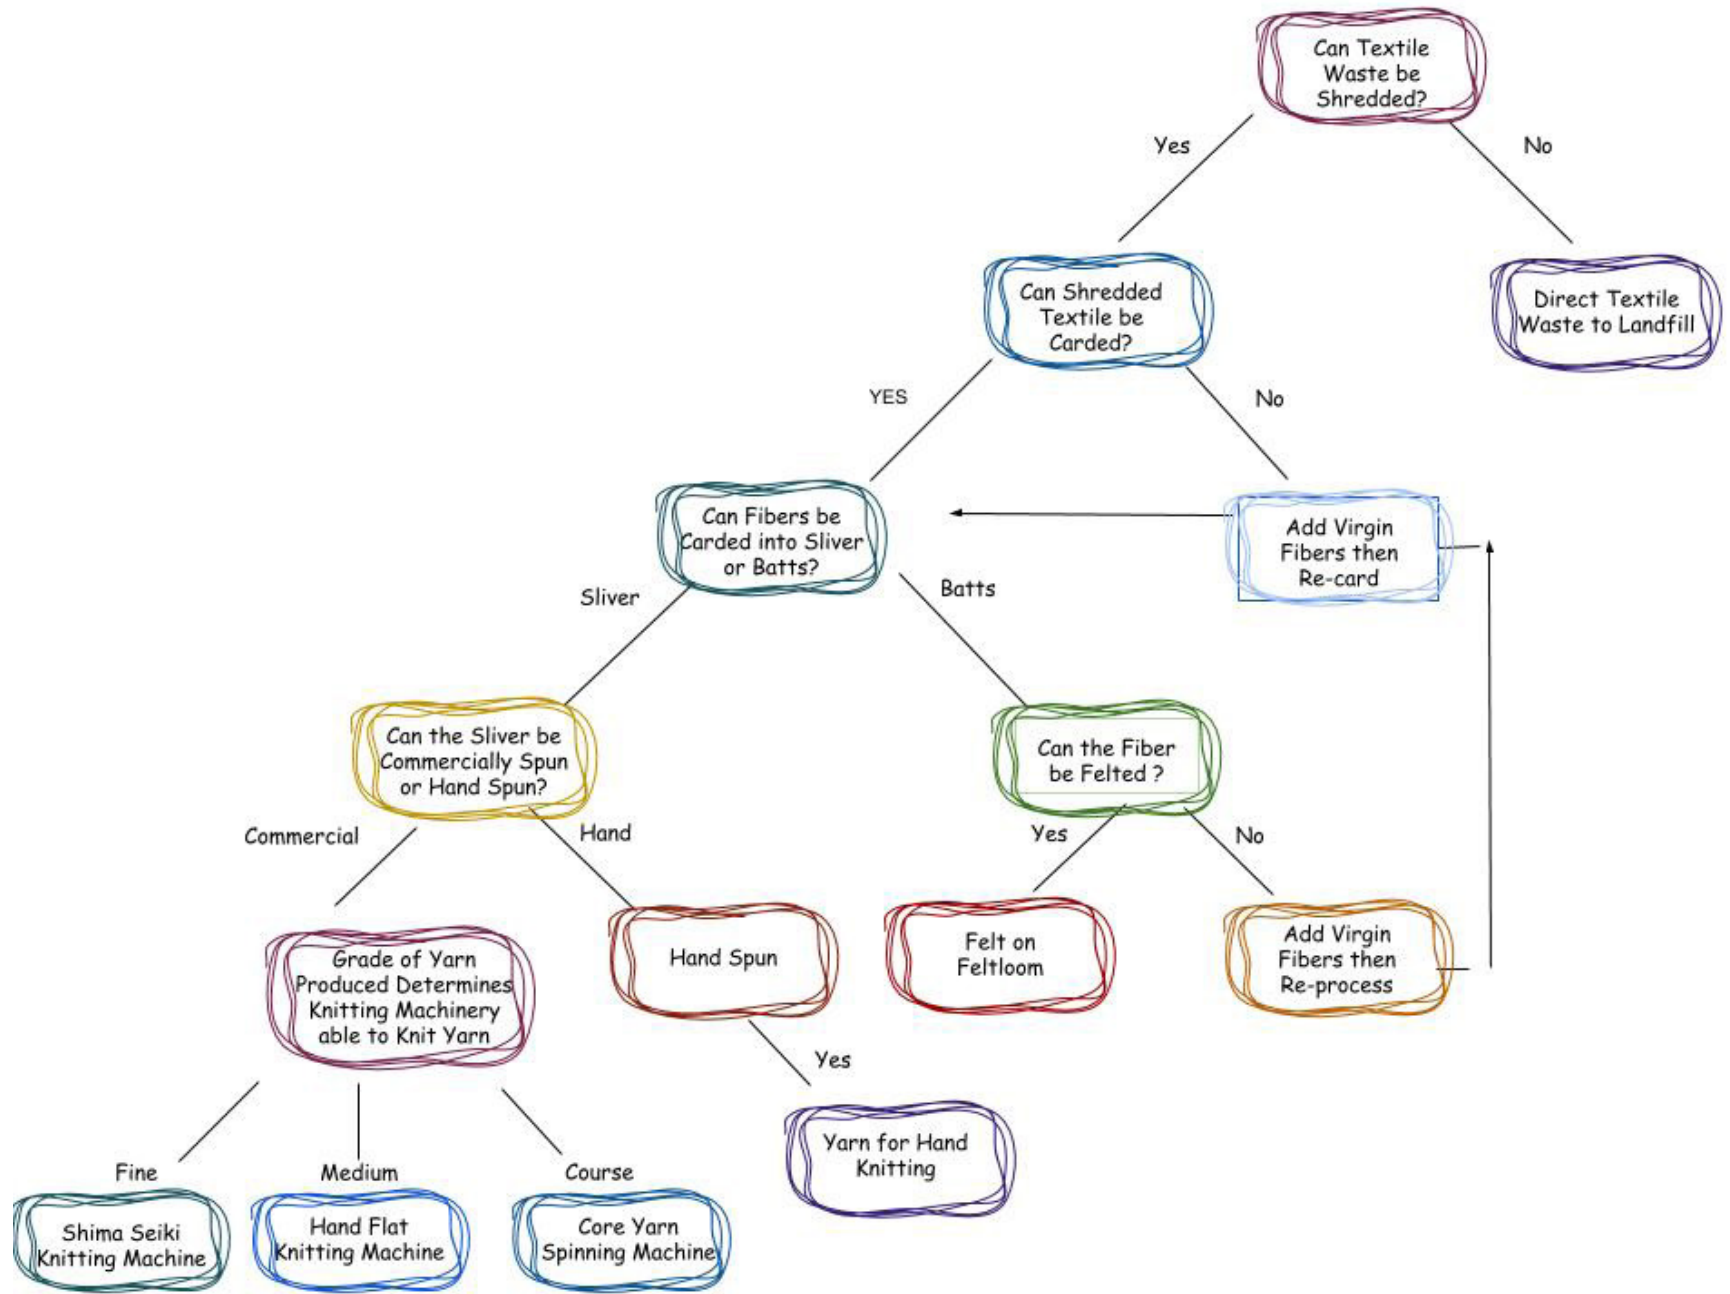 Can Textile
Waste be
Shredded?
Yes
No
Can Shredded
Textile be
Carded?
Direct Textile
Waste to Landfill
YES
No
Can Fibers be
Carded into Sliver
or Batts?
Add Virgin
Fibers then
Re-card
Sliver
Batts
Can the Sliver be
Commercially Spun
or Hand Spun?
Can the Fiber
be Felted ?
Commercial
Hand
Yes
No
Grade of Yarn
Produced Determines
Knitting Machinery
able to Knit Yarn
Hand Spun
Felt on
Feltloom
Add Virgin
Fibers then
Re-process
Yes
Yarn for Hand
Knitting
Fine
Medium
Course
Shima Seiki
Knitting Machine
Hand Flat
Knitting Machine
Core Yarn
Spinning Machine